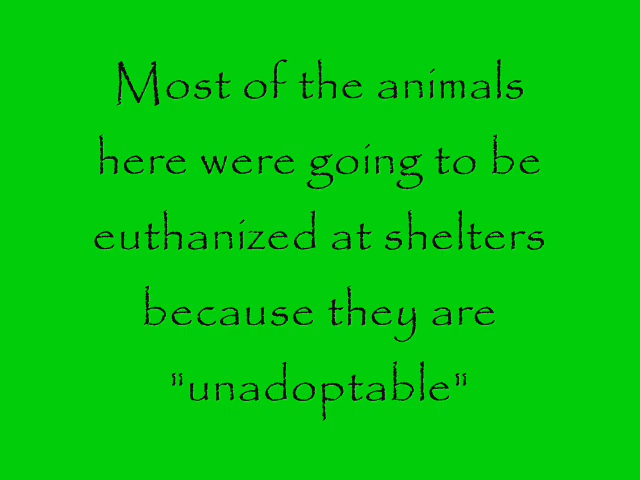 Most of the animals
here were going to be
euthanized at shelters
because they are
"unadoptable"